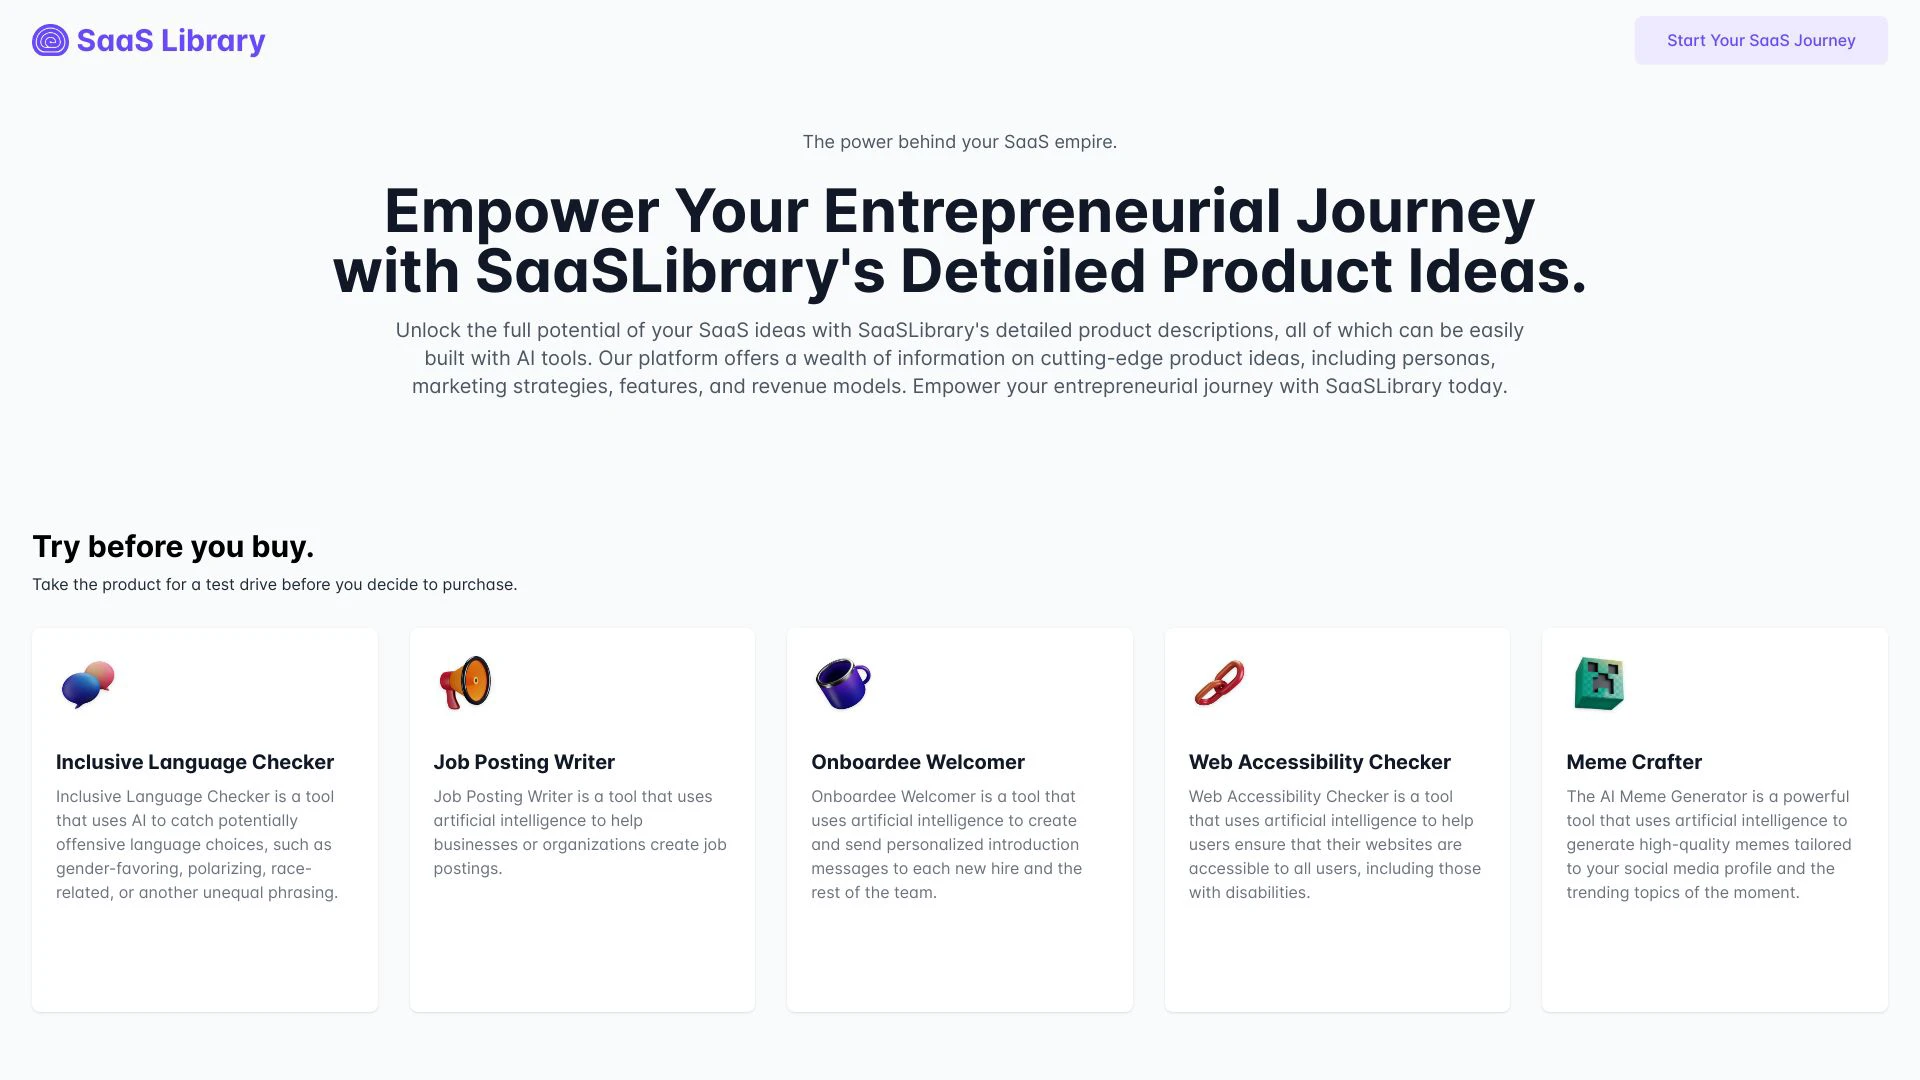 SaaS Library
Start Your SaaS Journey
The power behind your SaaS empire.
Empower Your Entrepreneurial Journey
with SaaSLibrary's Detailed Product Ideas.
Unlock the full potential of your SaaS ideas with SaaSLibrary's detailed product descriptions, all of which can be easily
built with AI tools. Our platform offers a wealth of information on cutting-edge product ideas, including personas,
marketing strategies, features, and revenue models. Empower your entrepreneurial journey with SaaSLibrary today.
Try before you buy.
Take the product for a test drive before you decide to purchase.
Inclusive Language Checker
Inclusive Language Checker is a tool
that uses AI to catch potentially
offensive language choices, such as
gender-favoring, polarizing, race-
related, or another unequal phrasing.
Job Posting Writer
Job Posting Writer is a tool that uses
artificial intelligence to help
businesses or organizations create job
postings.
Onboardee Welcomer
Onboardee Welcomer is a tool that
uses artificial intelligence to create
and send personalized introduction
messages to each new hire and the
rest of the team.
Web Accessibility Checker
Web Accessibility Checker is a tool
that uses artificial intelligence to help
users ensure that their websites are
accessible to all users, including those
with disabilities.
Meme Crafter
The AI Meme Generator is a powerful
tool that uses artificial intelligence to
generate high-quality memes tailored
to your social media profile and the
trending topics of the moment.